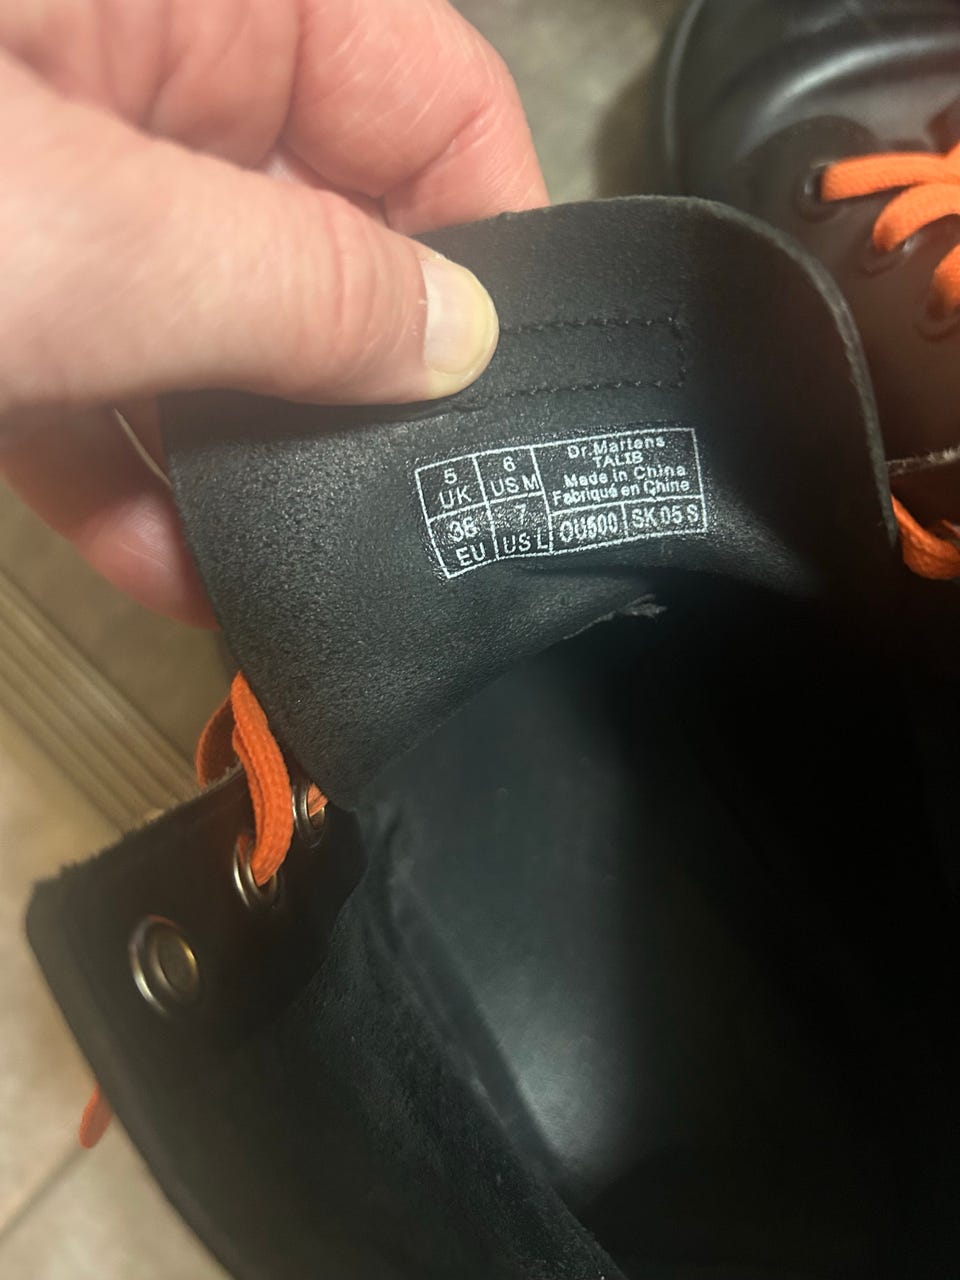 5
UK
6
US M
38
EU
7
US L
Dr.Martens
TALIB
Made in China
Fabriqué en Chine
OU500
SK 05 S